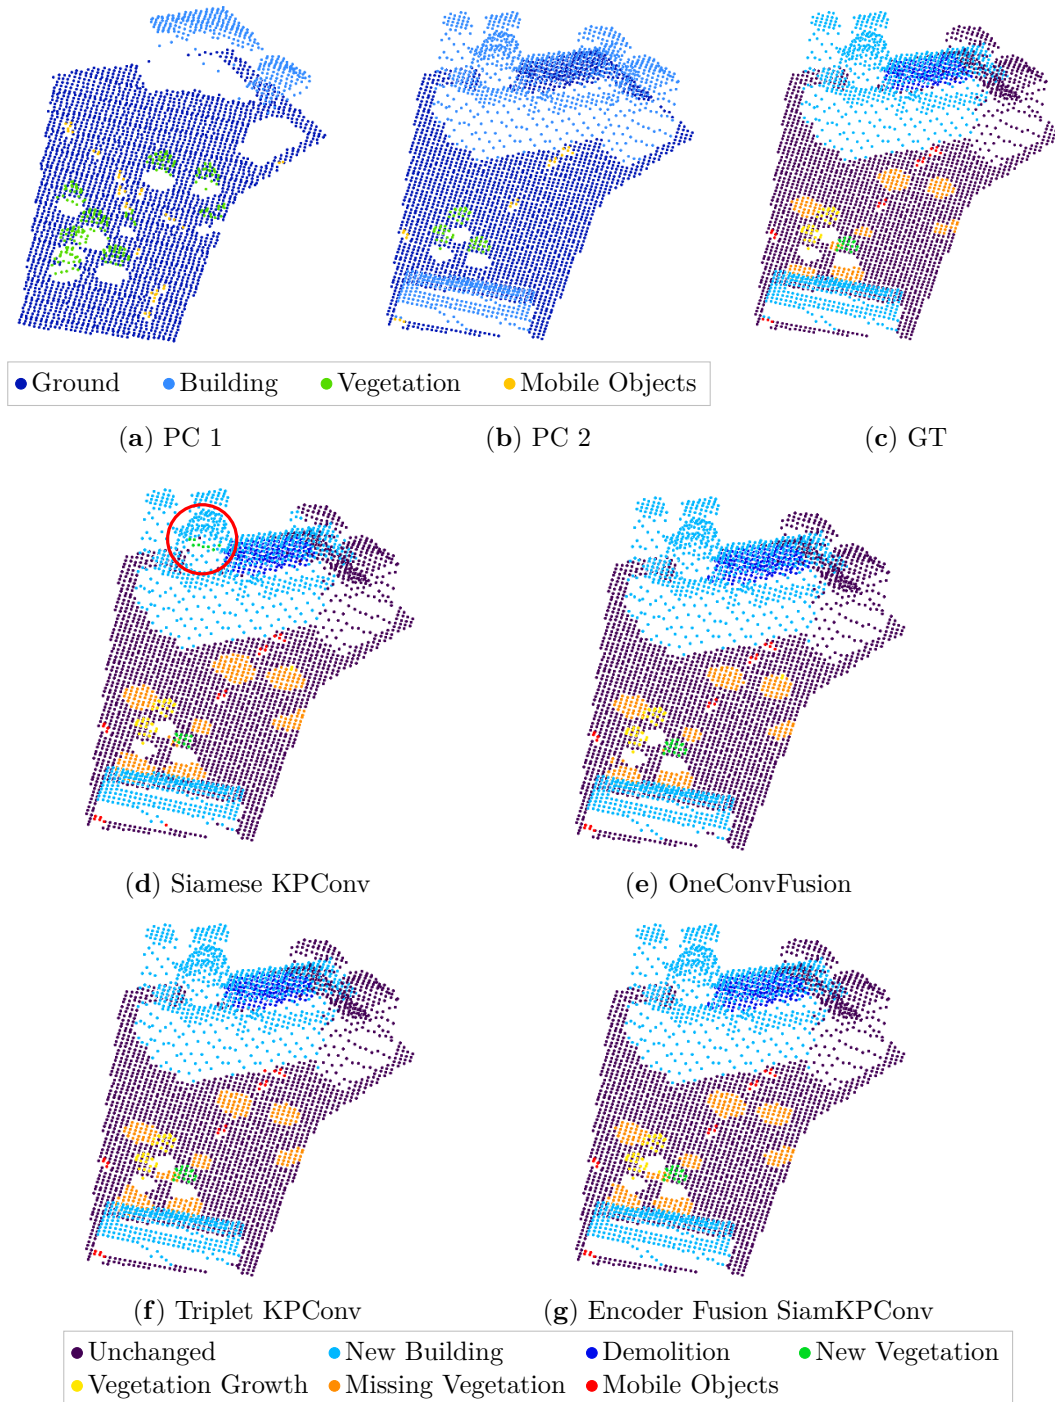 Ground Building Vegetation Mobile Objects
(a) PC 1 (b) PC 2 (c) GT
(d) Siamese KPConv (e) OneConvFusion
(f) Triplet KPConv (g) Encoder Fusion SiamKPConv
Unchanged New Building Demolition New Vegetation
Vegetation Growth Missing Vegetation Mobile Objects